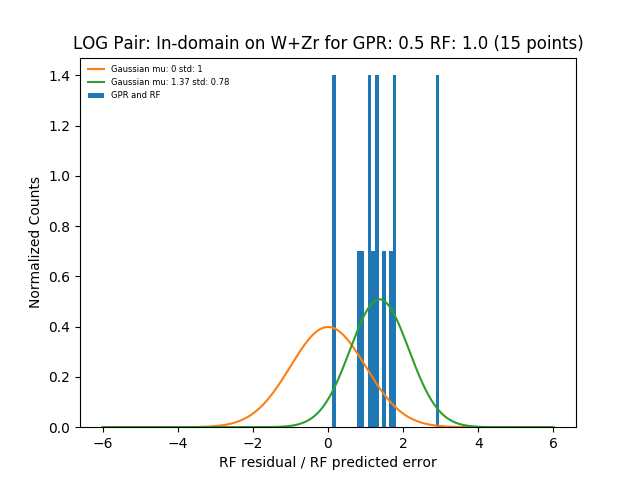 LOG Pair: In-domain on W+Zr for GPR: 0.5 RF: 1.0 (15 points)
Gaussian mu: 0 std: 1
Gaussian mu: 1.37 std: 0.78
GPR and RF
Normalized Counts
1.4
1.2
1.0
0.8
0.6
0.4
0.2
0.0
−6 −4 −2 0 2 4 6
RF residual / RF predicted error